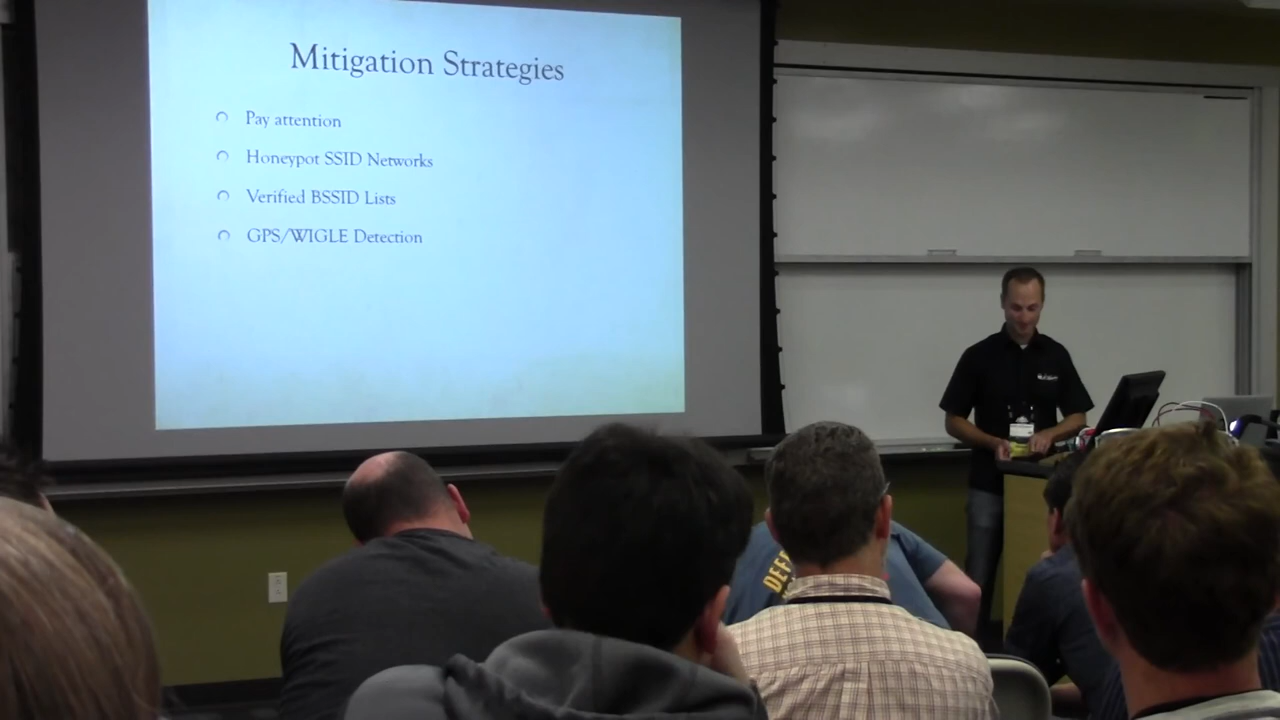 Mitigation Strategies
Pay attention
Honeypot SSID Networks
Verified BSSID Lists
GPS/WIGLE Detection